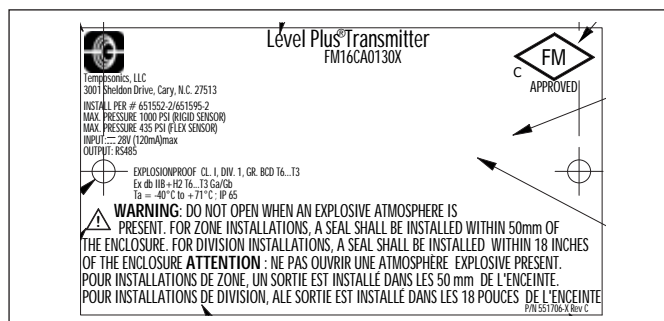 Level Plus® Transmitter
FM16CA0130X
FM
C
APPROVED
Temposonics, LLC
3001 Sheldon Drive, Cary, N.C. 27513
INSTALL PER # 651552-2/651595-2
MAX. PRESSURE 1000 PSI (RIGID SENSOR)
MAX. PRESSURE 435 PSI (FLEX SENSOR)
INPUT: ⎓ 28V (120mA)max
OUTPUT: RS485
EXPLOSIONPROOF CL. I, DIV. 1, GR. BCD T6...T3
Ex db IIB+H2 T6...T3 Ga/Gb
Ta = -40°C to +71°C ; IP 65
WARNING: DO NOT OPEN WHEN AN EXPLOSIVE ATMOSPHERE IS
PRESENT. FOR ZONE INSTALLATIONS, A SEAL SHALL BE INSTALLED WITHIN 50mm OF
THE ENCLOSURE. FOR DIVISION INSTALLATIONS, A SEAL SHALL BE INSTALLED WITHIN 18 INCHES
OF THE ENCLOSURE ATTENTION : NE PAS OUVRIR UNE ATMOSPHÈRE EXPLOSIVE PRESENT.
POUR INSTALLATIONS DE ZONE, UN SORTIE EST INSTALLÉ DANS LES 50 mm DE L'ENCEINTE.
POUR INSTALLATIONS DE DIVISION, ALE SORTIE EST INSTALLÉ DANS LES 18 POUCES DE L'ENCEINTE
P/N 551706-X Rev C